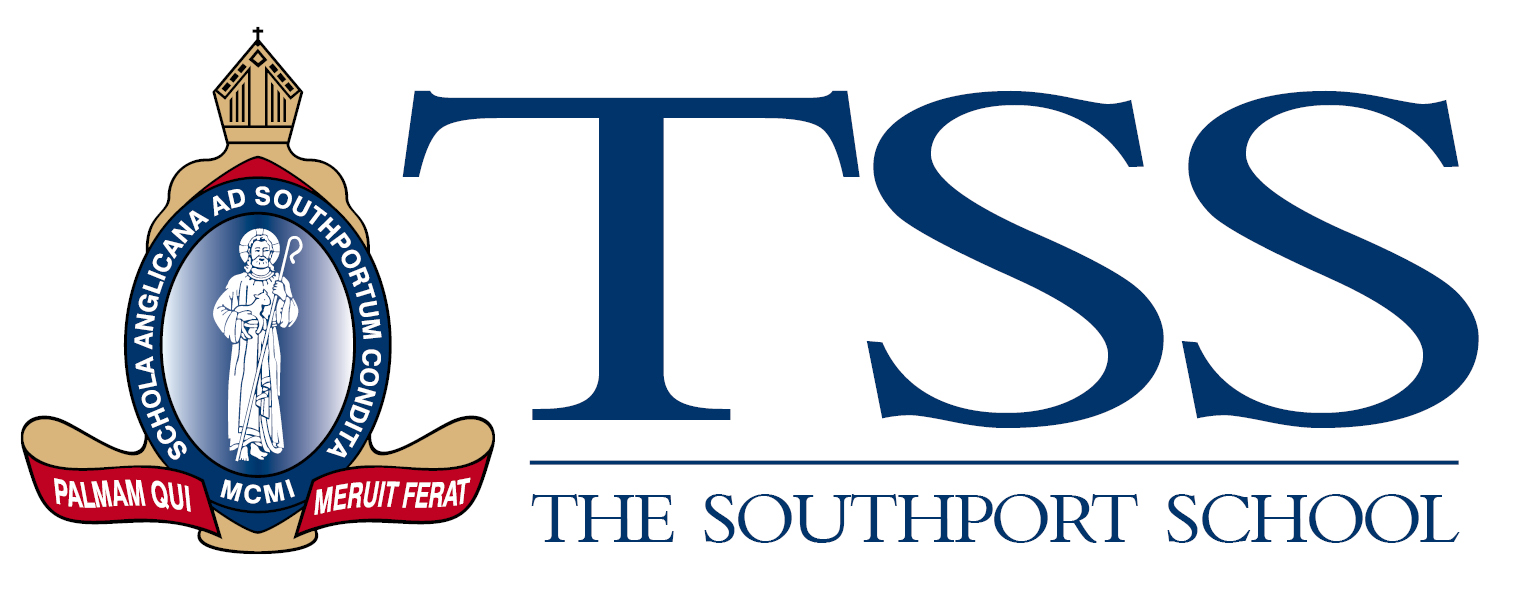 SCHOLA ANGLICANA AD SOUTHPORTUM CONDITA
MCMI
PALMAM QUI MERUIT FERAT
TSS
THE SOUTHPORT SCHOOL